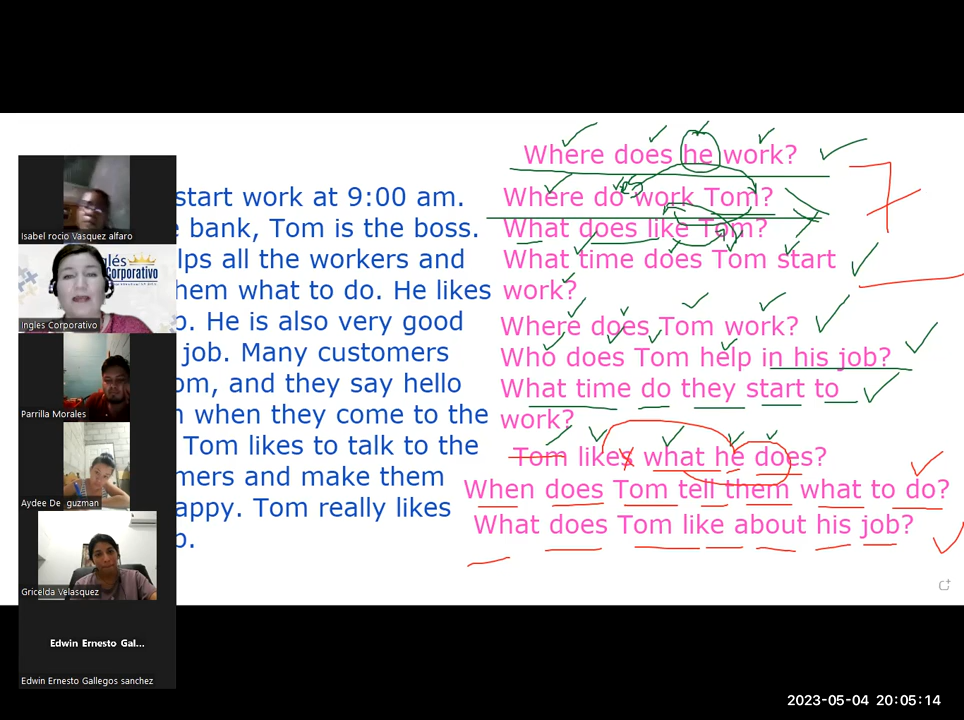 Isabel rocio Vasquez alfaro
Inglés
Corporativo
Ingles Corporativo
Parrilla Morales
Aydee De guzman
Gricelda Velasquez
Edwin Ernesto Gal...
Edwin Ernesto Gallegos sanchez
start work at 9:00 am.
bank, Tom is the boss.
lps all the workers and
hem what to do. He likes
b. He is also very good
job. Many customers
om, and they say hello
n when they come to the
Tom likes to talk to the
mers and make them
appy. Tom really likes
b.
Where does he work?
Where do work Tom?
What does like Tom?
What time does Tom start
work?
Where does Tom work?
Who does Tom help in his job?
What time do they start to
work?
Tom likes what he does?
When does Tom tell them what to do?
What does Tom like about his job?
7
2023-05-04 20:05:14